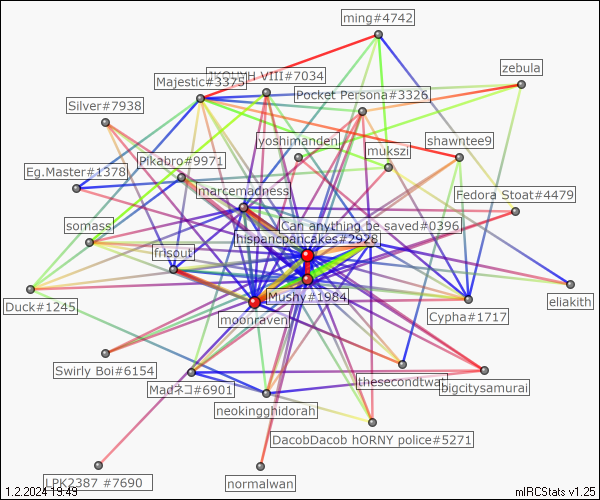 ming#4742
zebula
Majestic#3375
VIII#7034
Pocket Persona#3326
Silver#7938
yoshimanden
mukszi
shawntee9
Pikabro#9971
Eg.Master#1378
marcemadness
Fedora Stoat#4479
somass
Can anything be saved#0396
hispancpancakes#2928
frisout
eliakith
Mushy#1984
Duck#1245
moonraven
Cypha#1717
Swirly Boi#6154
Madネコ#6901
thesecondtwa
bigcitysamurai
neokingghidorah
DacobDacob hORNY police#5271
LPK2387 #7690
normalwan
1.2.2024 19:49
mIRCStats v1.25